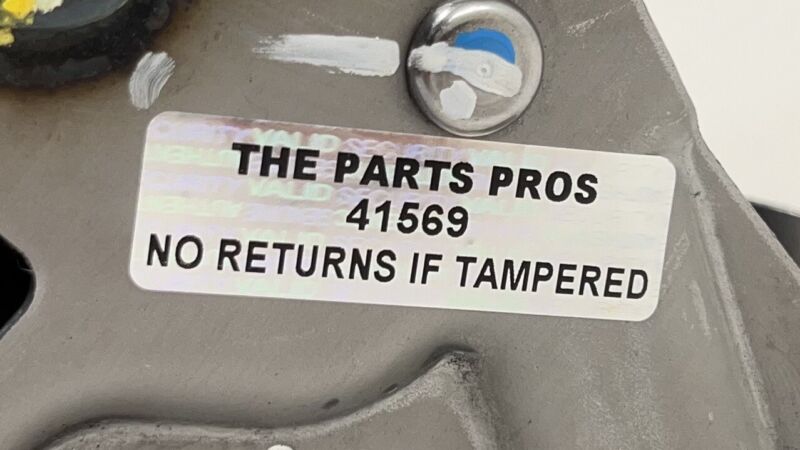 THE PARTS PROS
41569
NO RETURNS IF TAMPERED